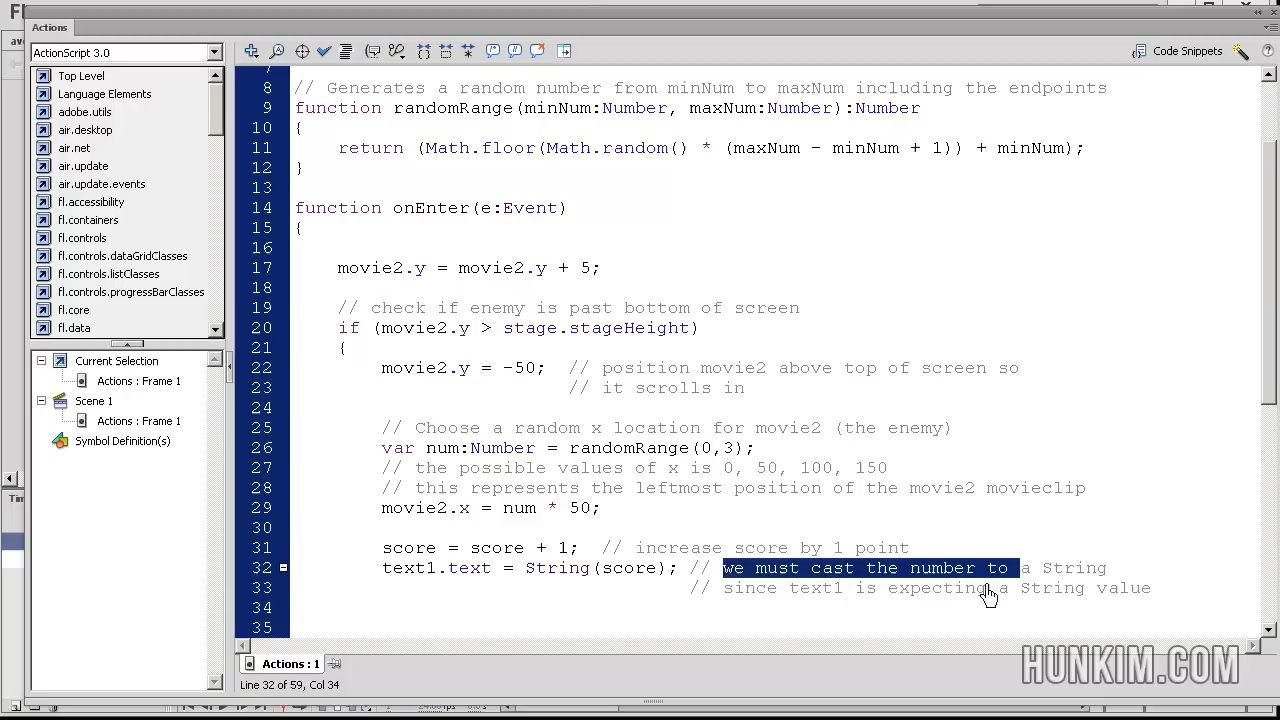 Fl
Actions
ave
ActionScript 3.0
Code Snippets
Top Level
Language Elements
adobe.utils
air.desktop
air.net
air.update
air.update.events
fl.accessibility
fl.containers
fl.controls
fl.controls.dataGridClasses
fl.controls.listClasses
fl.controls.progressBarClasses
fl.core
fl.data
Current Selection
Actions : Frame 1
Scene 1
Actions : Frame 1
Symbol Definition(s)
Tim
7
8 // Generates a random number from minNum to maxNum including the endpoints
9 function randomRange(minNum:Number, maxNum:Number):Number
10 {
11 return (Math.floor(Math.random() * (maxNum - minNum + 1)) + minNum);
12 }
13
14 function onEnter(e:Event)
15 {
16
17 movie2.y = movie2.y + 5;
18
19 // check if enemy is past bottom of screen
20 if (movie2.y > stage.stageHeight)
21 {
22 movie2.y = -50; // position movie2 above top of screen so
23 // it scrolls in
24
25 // Choose a random x location for movie2 (the enemy)
26 var num:Number = randomRange(0,3);
27 // the possible values of x is 0, 50, 100, 150
28 // this represents the leftmost position of the movie2 movieclip
29 movie2.x = num * 50;
30
31 score = score + 1; // increase score by 1 point
32 text1.text = String(score); // we must cast the number to a String
33 // since text1 is expecting a String value
34
35
Actions : 1
HUNKIM.COM
Line 32 of 59, Col 34